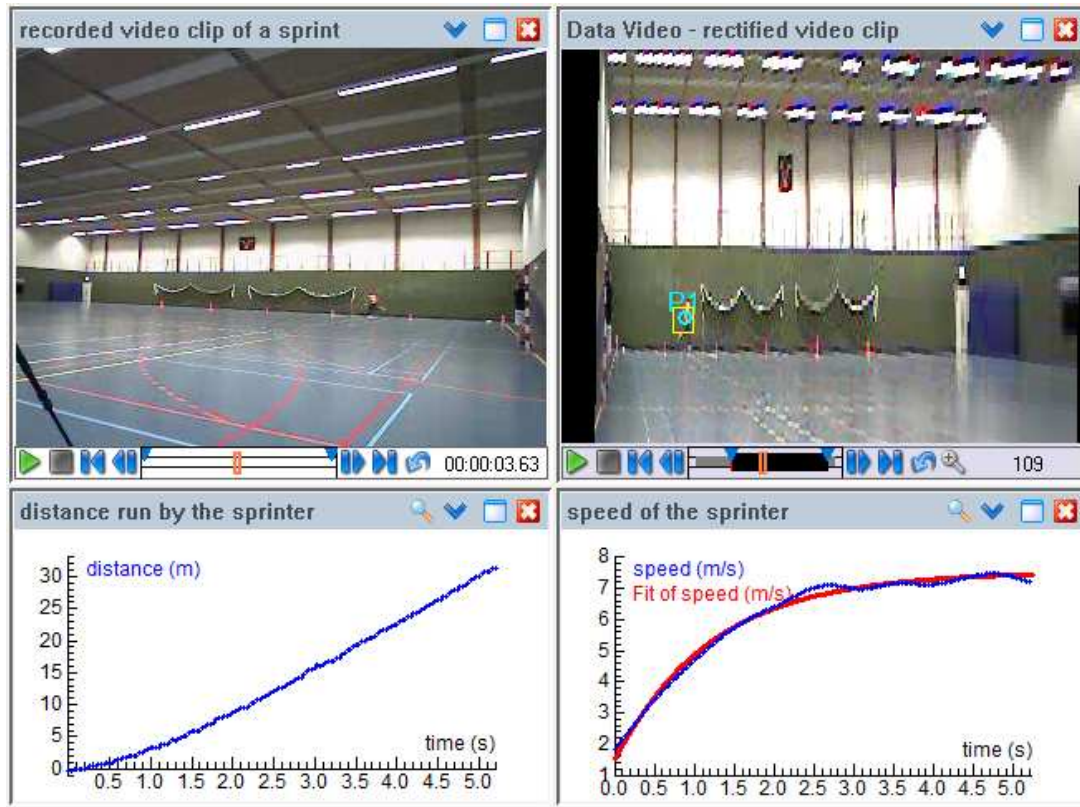 recorded video clip of a sprint
Data Video - rectified video clip
P1
00:00:03.63
109
distance run by the sprinter
speed of the sprinter
distance (m)
30
25
20
15
10
5
0
0.5 1.0 1.5 2.0 2.5 3.0 3.5 4.0 4.5 5.0
time (s)
speed (m/s)
Fit of speed (m/s)
8
7
6
5
4
3
2
1
0.0 0.5 1.0 1.5 2.0 2.5 3.0 3.5 4.0 4.5 5.0
time (s)